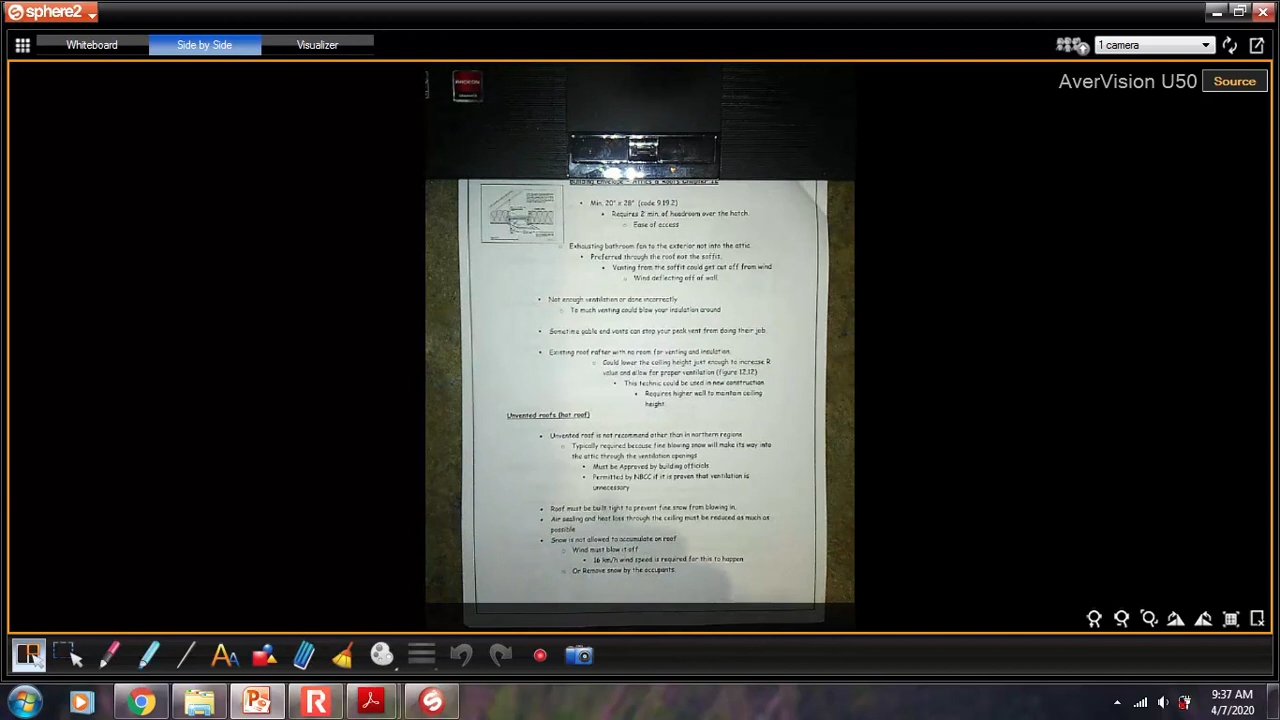 sphere2
Whiteboard
Side by Side
Visualizer
1 camera
AverVision U50
Source
RADEON
Building Envelope - Attics & Roofs Chapter 12
Min. 20" x 28" (code 9.19.2)
Requires 2' min. of headroom over the hatch.
Ease of access
Exhausting bathroom fan to the exterior not into the attic.
Preferred through the roof not the soffit.
Venting from the soffit could get cut off from wind
Wind deflecting off of wall.
Not enough ventilation or done incorrectly
To much venting could blow your insulation around
Sometime gable end vents can stop your peak vent from doing their job.
Existing roof rafter with no room for venting and insulation.
Could lower the ceiling height just enough to increase R
value and allow for proper ventilation (figure 12.12)
This technic could be used in new construction
Requires higher wall to maintain ceiling
height.
Unvented roofs (hot roof)
Unvented roof is not recommend other than in northern regions
Typically required because fine blowing snow will make its way into
the attic through the ventilation openings
Must be Approved by building officials
Permitted by NBCC if it is proven that ventilation is
unnecessary
Roof must be built tight to prevent fine snow from blowing in.
Air sealing and heat loss through the ceiling must be reduced as much as
possible
Snow is not allowed to accumulate on roof
Wind must blow it off
16 km/h wind speed is required for this to happen
Or Remove snow by the occupants.
9:37 AM
4/7/2020